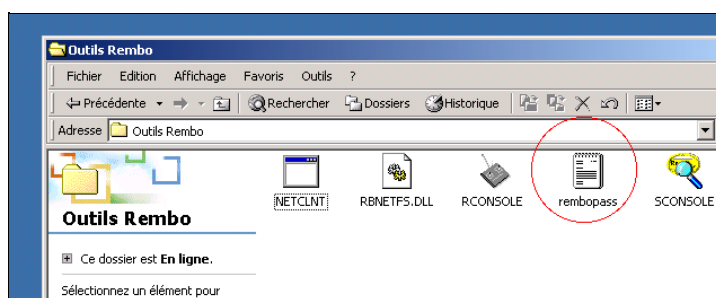 Outils Rembo
Fichier Edition Affichage Favoris Outils ?
Précédente Rechercher Dossiers Historique
Adresse Outils Rembo
NETCLNT RBNETFS.DLL RCONSOLE rembopass SCONSOLE
Outils Rembo
Ce dossier est En ligne.
Sélectionnez un élément pour